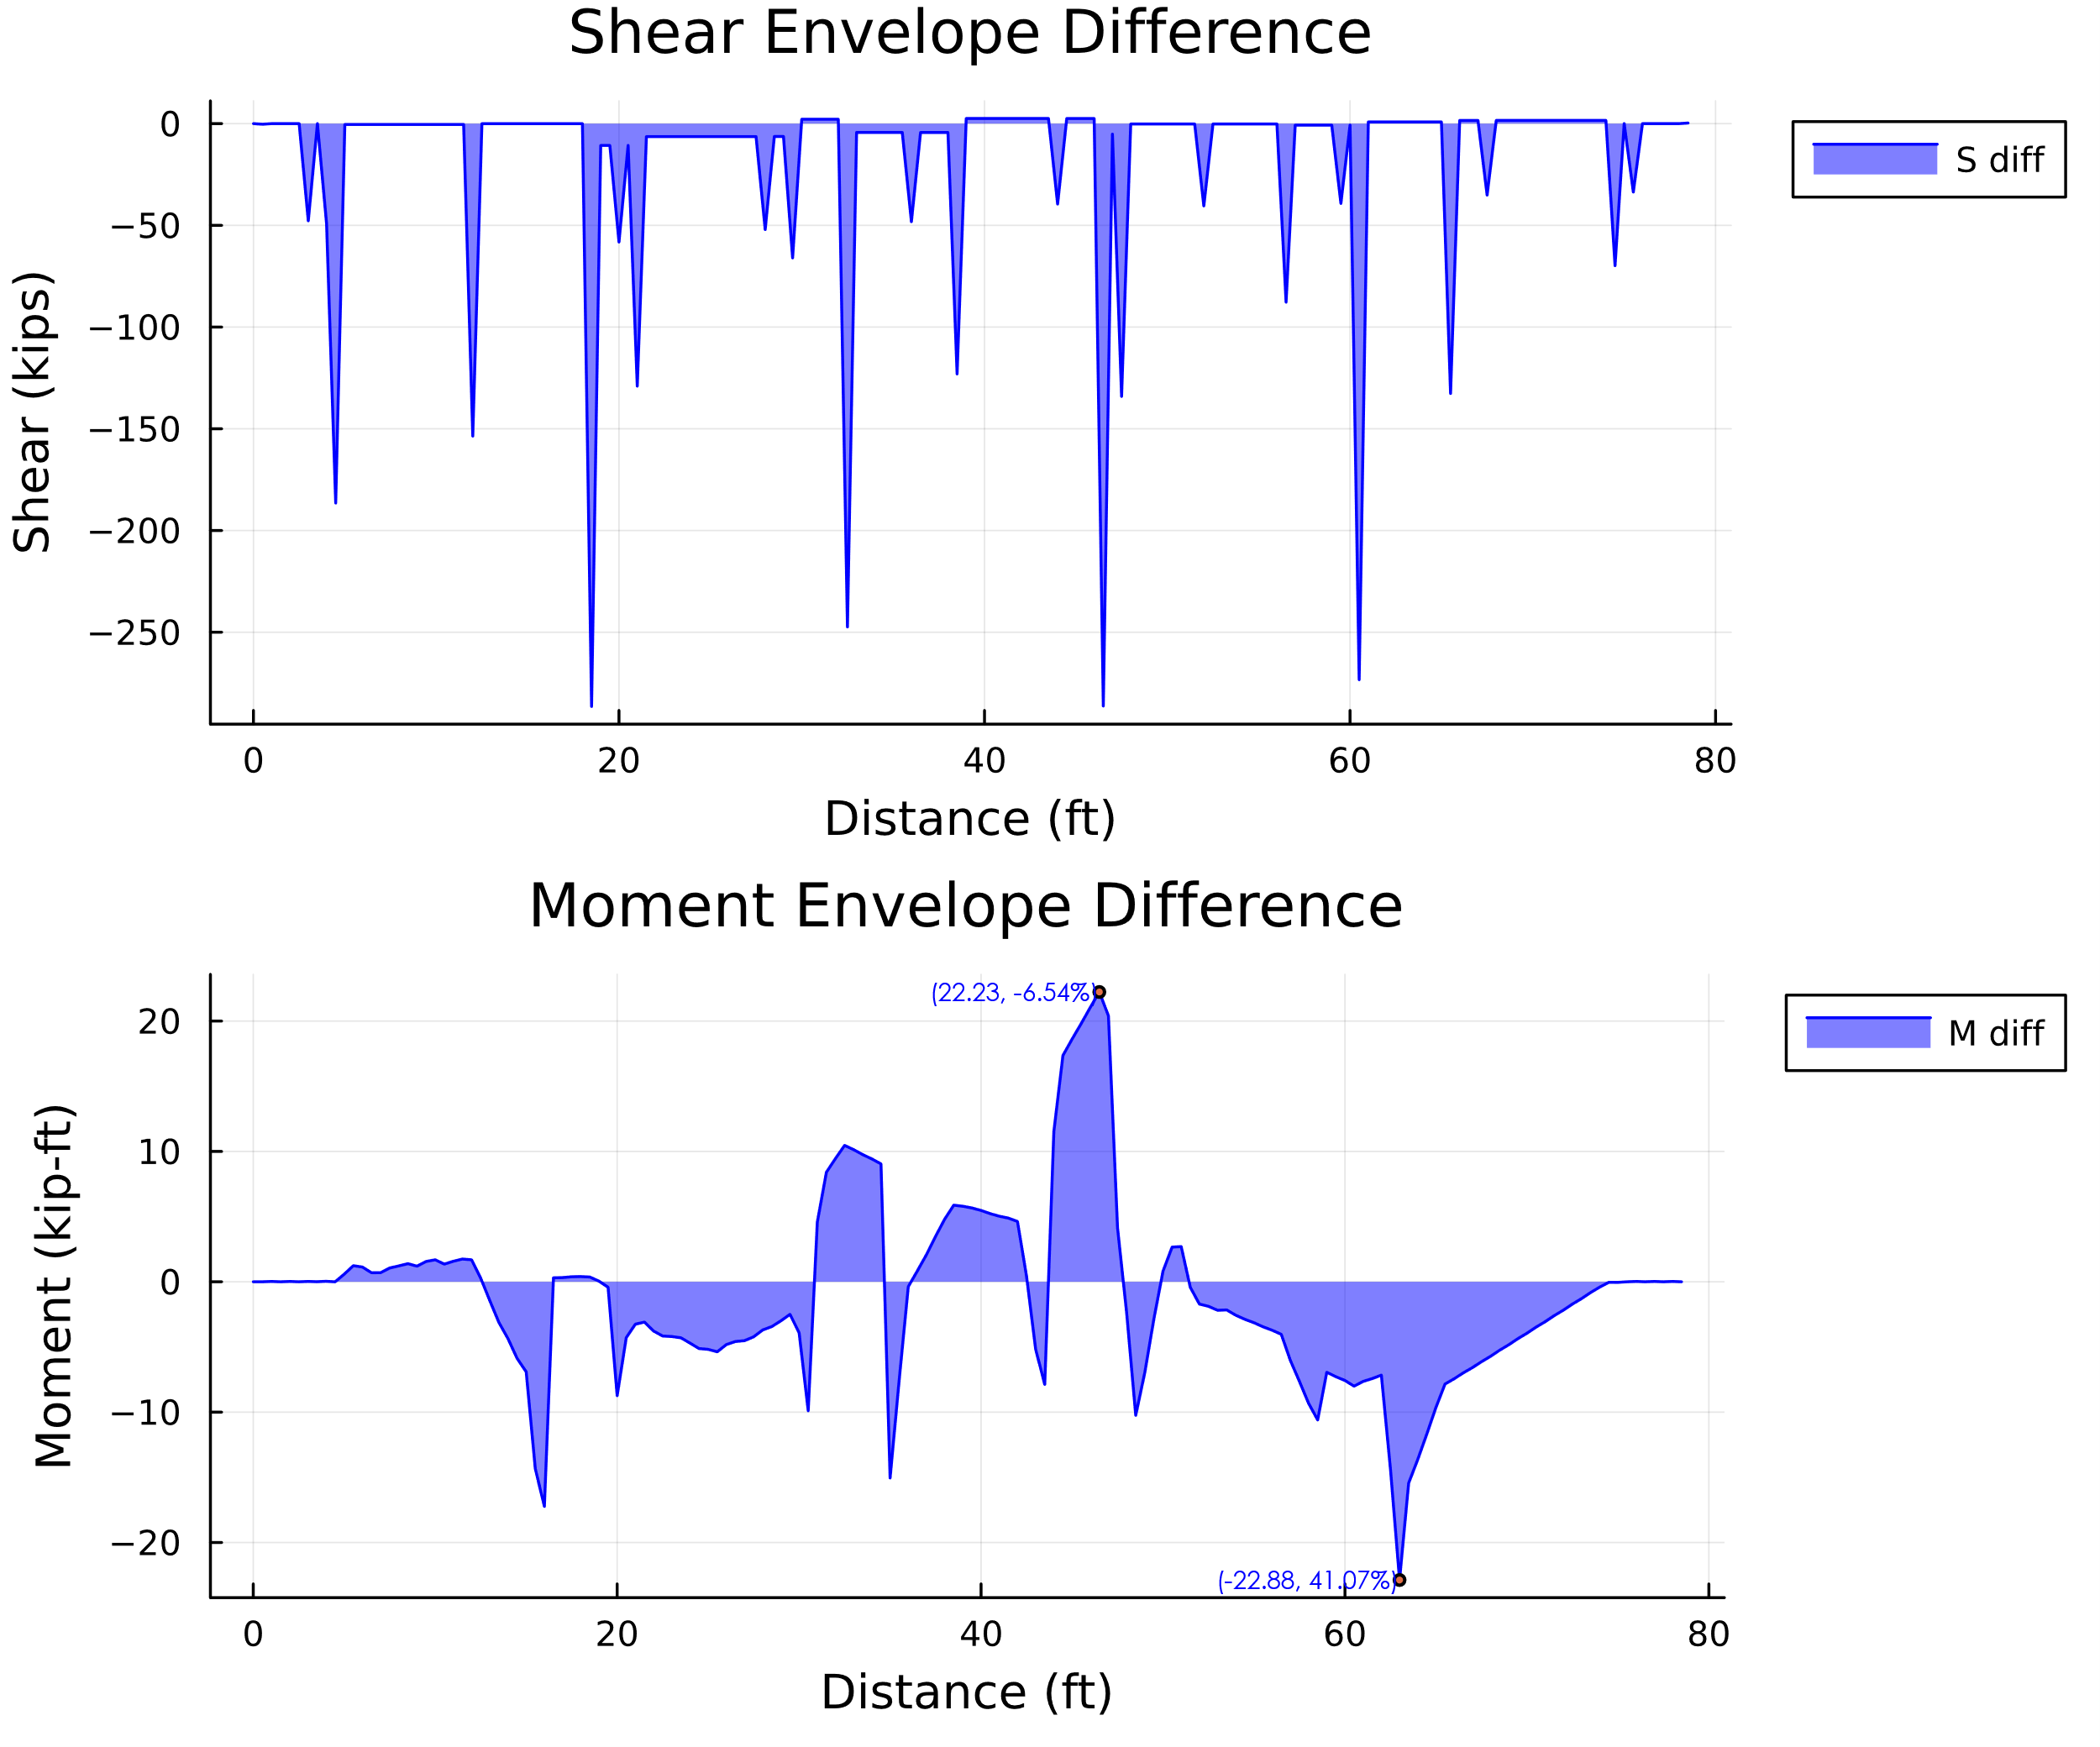 Shear Envelope Difference
0
−50
−100
−150
−200
−250
Shear (kips)
0 20 40 60 80
Distance (ft)
S diff
Moment Envelope Difference
20
10
0
−10
−20
Moment (kip-ft)
(22.23, -6.54%)
(-22.88, 41.07%)
0 20 40 60 80
Distance (ft)
M diff